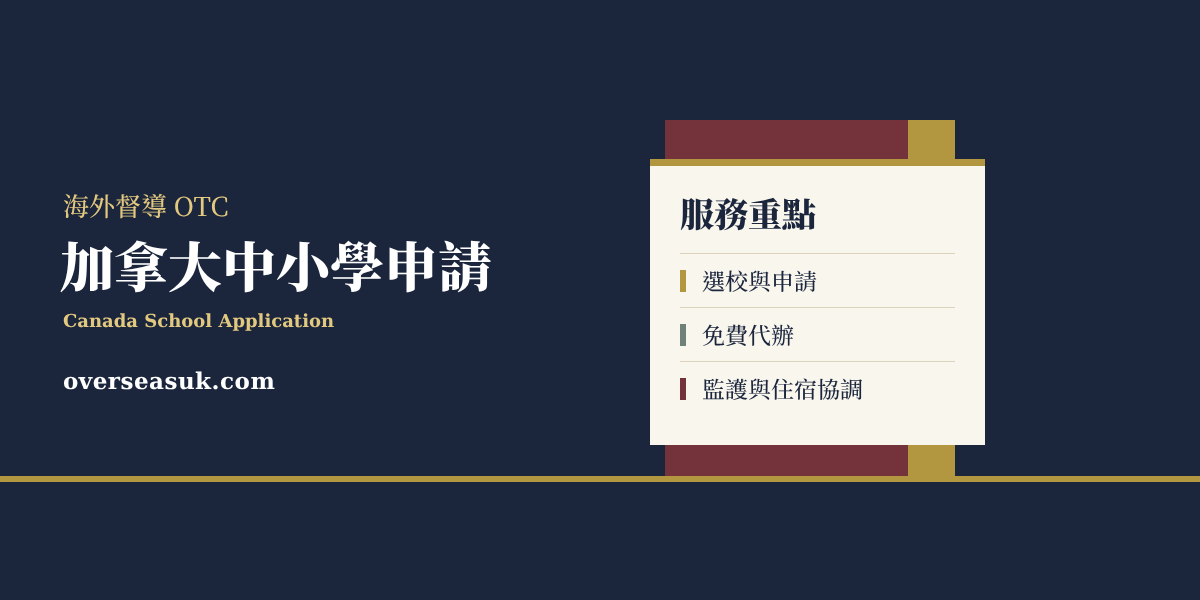 海外督導 OTC
加拿大中小學申請
Canada School Application
overseasuk.com
服務重點
選校與申請
免費代辦
監護與住宿協調